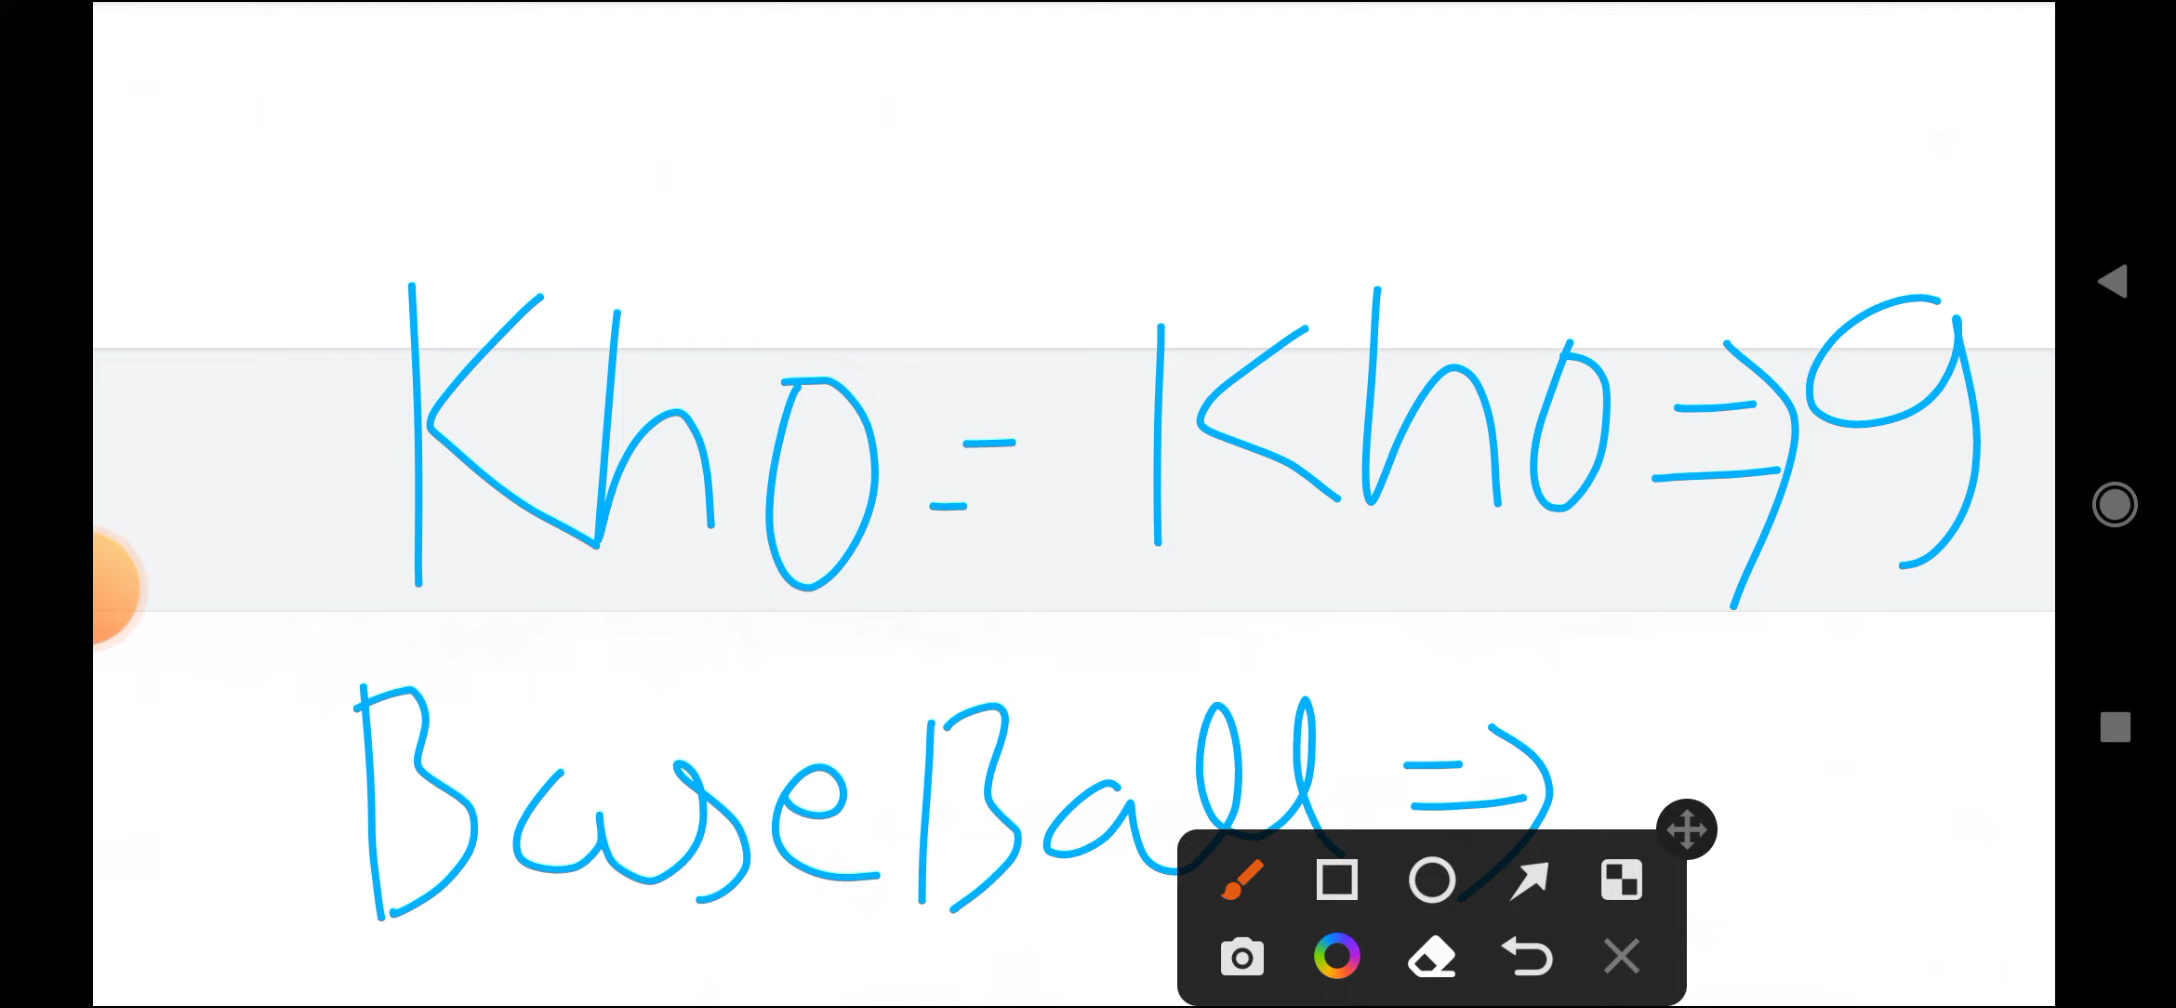 Kho = Kho => 9
BaseBall =>